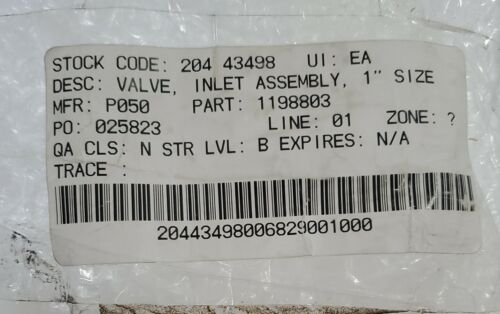 STOCK CODE: 204 43498 UI: EA
DESC: VALVE, INLET ASSEMBLY, 1" SIZE
MFR: P050 PART: 1198803
PO: 025823 LINE: 01 ZONE: ?
QA CLS: N STR LVL: B EXPIRES: N/A
TRACE :
20443498006829001000